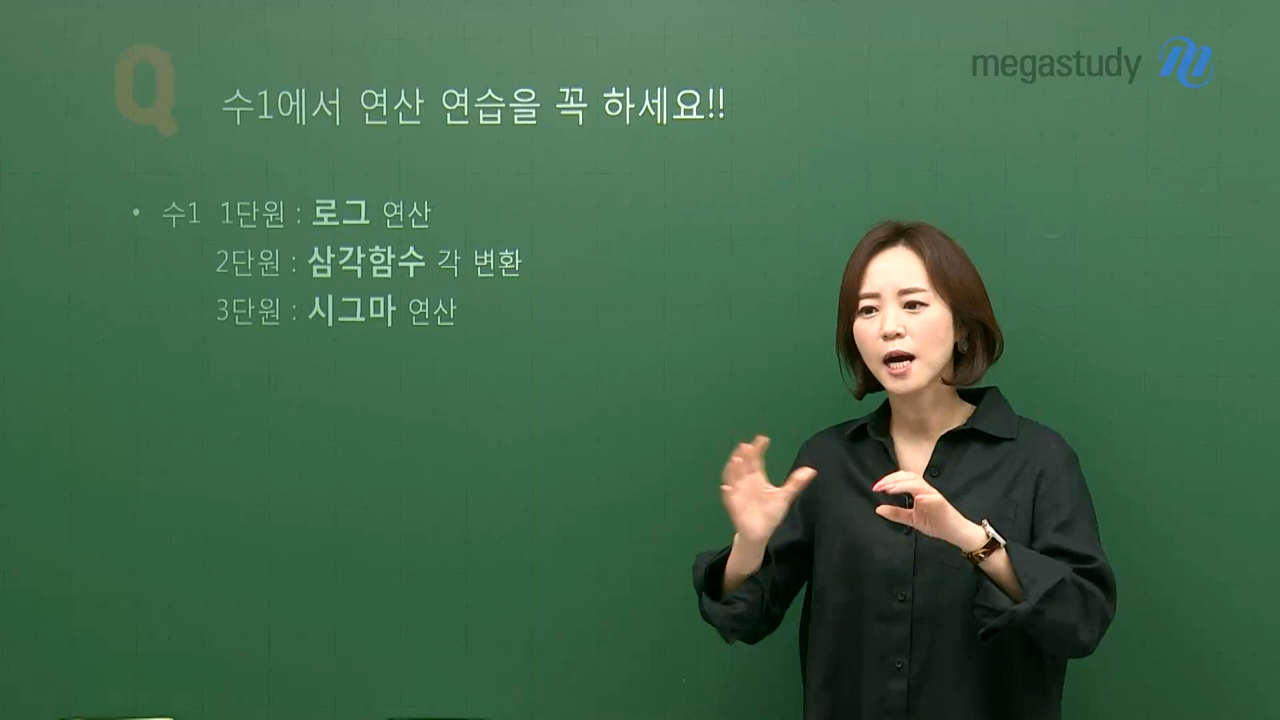 Q 수1에서 연산 연습을 꼭 하세요!!
megastudy
• 수1 1단원 : 로그 연산
2단원 : 삼각함수 각 변환
3단원 : 시그마 연산